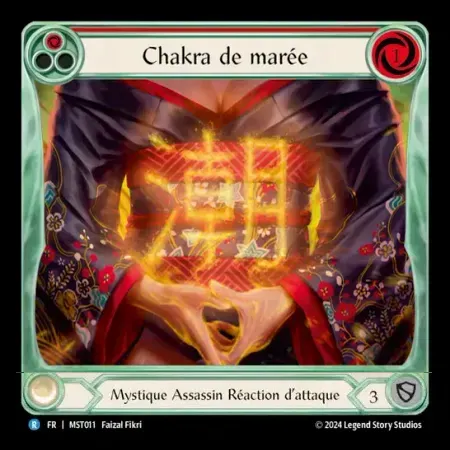 Chakra de marée
1
潮
Mystique Assassin Réaction d'attaque
3
R FR | MST011 Faizal Fikri
© 2024 Legend Story Studios